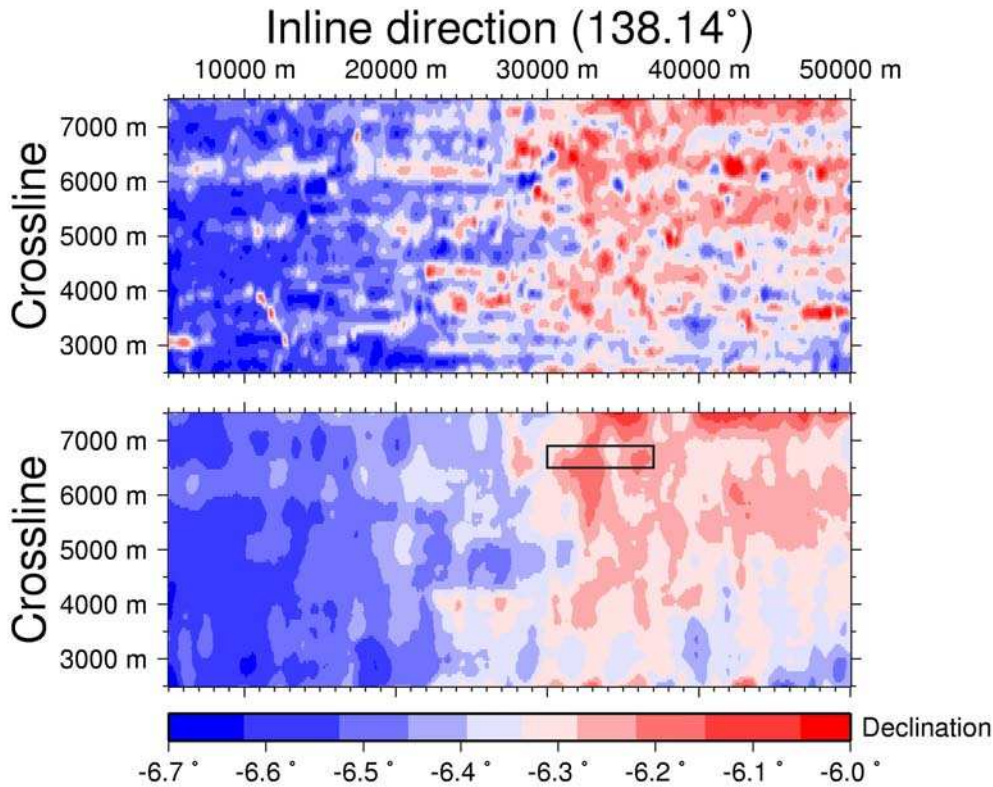 Inline direction (138.14˚)
10000 m 20000 m 30000 m 40000 m 50000 m
7000 m
6000 m
5000 m
4000 m
3000 m
Crossline
7000 m
6000 m
5000 m
4000 m
3000 m
Crossline
Declination
-6.7 ˚ -6.6 ˚ -6.5 ˚ -6.4 ˚ -6.3 ˚ -6.2 ˚ -6.1 ˚ -6.0 ˚